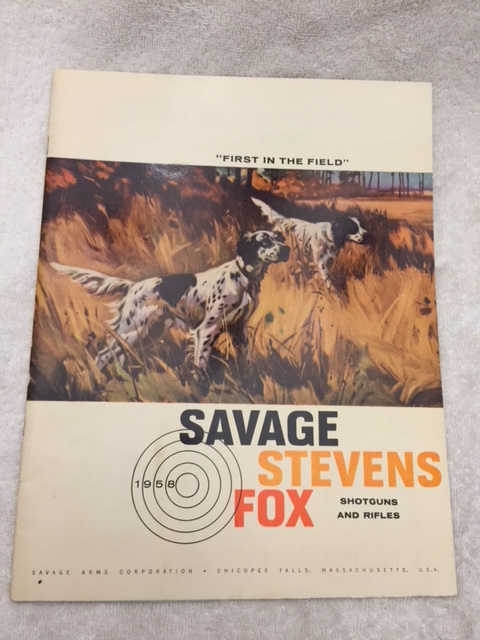 "FIRST IN THE FIELD"
SAVAGE
STEVENS
1958
FOX
SHOTGUNS
AND RIFLES
SAVAGE ARMS CORPORATION • CHICOPEE FALLS, MASSACHUSETTS, U.S.A.